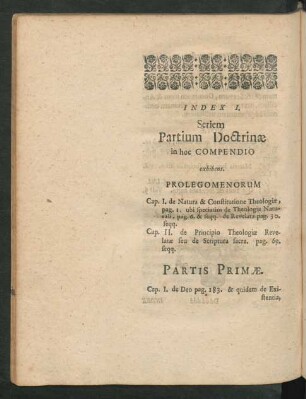 INDEX I,
Seriem
Partium Doctrinæ
in hoc COMPENDIO
exhibens.
PROLEGOMENORUM
Cap. I. de Natura & Constitutione Theologiæ,
pag. 1. ubi speciatim de Theologia Natu-
rali, pag. 6. & seqq. de Revelata pag. 30.
seqq.
Cap. II. de Principio Theologiæ Reve-
latæ seu de Scriptura sacra. pag. 69.
seqq.
PARTIS PRIMÆ.
Cap. I. de Deo pag. 183. & quidem de Exi-
stentia,